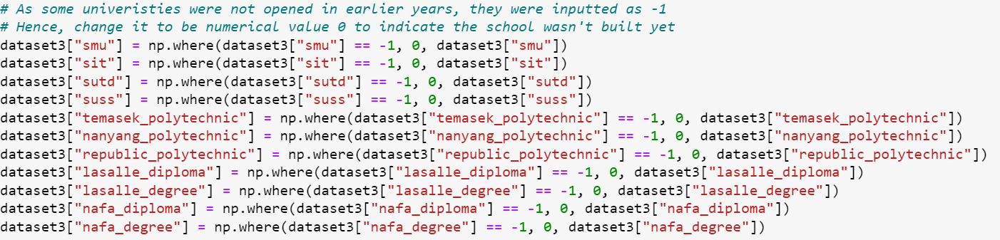 # As some univeristies were not opened in earlier years, they were inputted as -1
# Hence, change it to be numerical value 0 to indicate the school wasn't built yet
dataset3["smu"] = np.where(dataset3["smu"] == -1, 0, dataset3["smu"])
dataset3["sit"] = np.where(dataset3["sit"] == -1, 0, dataset3["sit"])
dataset3["sutd"] = np.where(dataset3["sutd"] == -1, 0, dataset3["sutd"])
dataset3["suss"] = np.where(dataset3["suss"] == -1, 0, dataset3["suss"])
dataset3["temasek_polytechnic"] = np.where(dataset3["temasek_polytechnic"] == -1, 0, dataset3["temasek_polytechnic"])
dataset3["nanyang_polytechnic"] = np.where(dataset3["nanyang_polytechnic"] == -1, 0, dataset3["nanyang_polytechnic"])
dataset3["republic_polytechnic"] = np.where(dataset3["republic_polytechnic"] == -1, 0, dataset3["republic_polytechnic"])
dataset3["lasalle_diploma"] = np.where(dataset3["lasalle_diploma"] == -1, 0, dataset3["lasalle_diploma"])
dataset3["lasalle_degree"] = np.where(dataset3["lasalle_degree"] == -1, 0, dataset3["lasalle_degree"])
dataset3["nafa_diploma"] = np.where(dataset3["nafa_diploma"] == -1, 0, dataset3["nafa_diploma"])
dataset3["nafa_degree"] = np.where(dataset3["nafa_degree"] == -1, 0, dataset3["nafa_degree"])